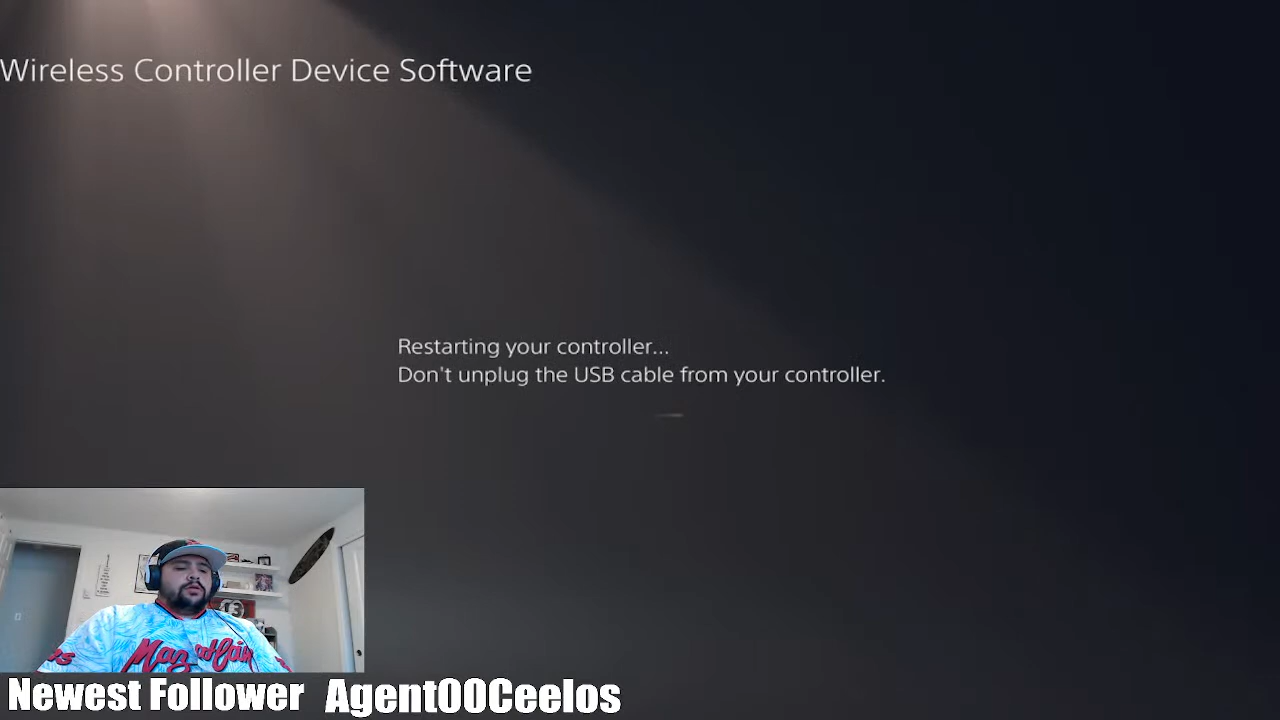 Wireless Controller Device Software
Restarting your controller...
Don't unplug the USB cable from your controller.
Newest Follower Agent00Ceelos